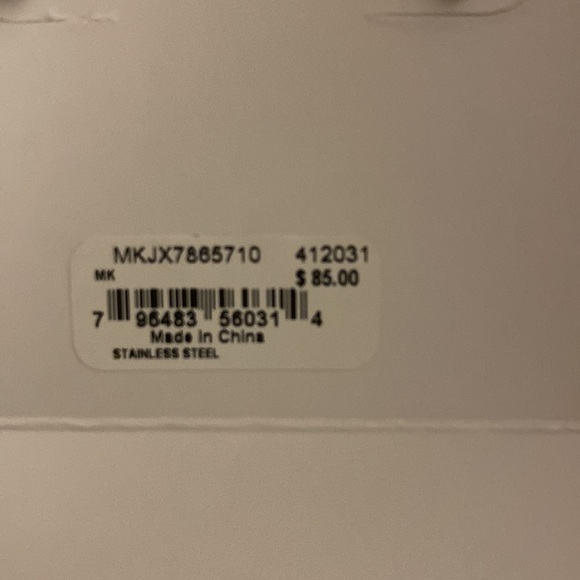 MKJX7865710 412031
MK $ 85.00
7 96483 56031 4
Made in China
STAINLESS STEEL